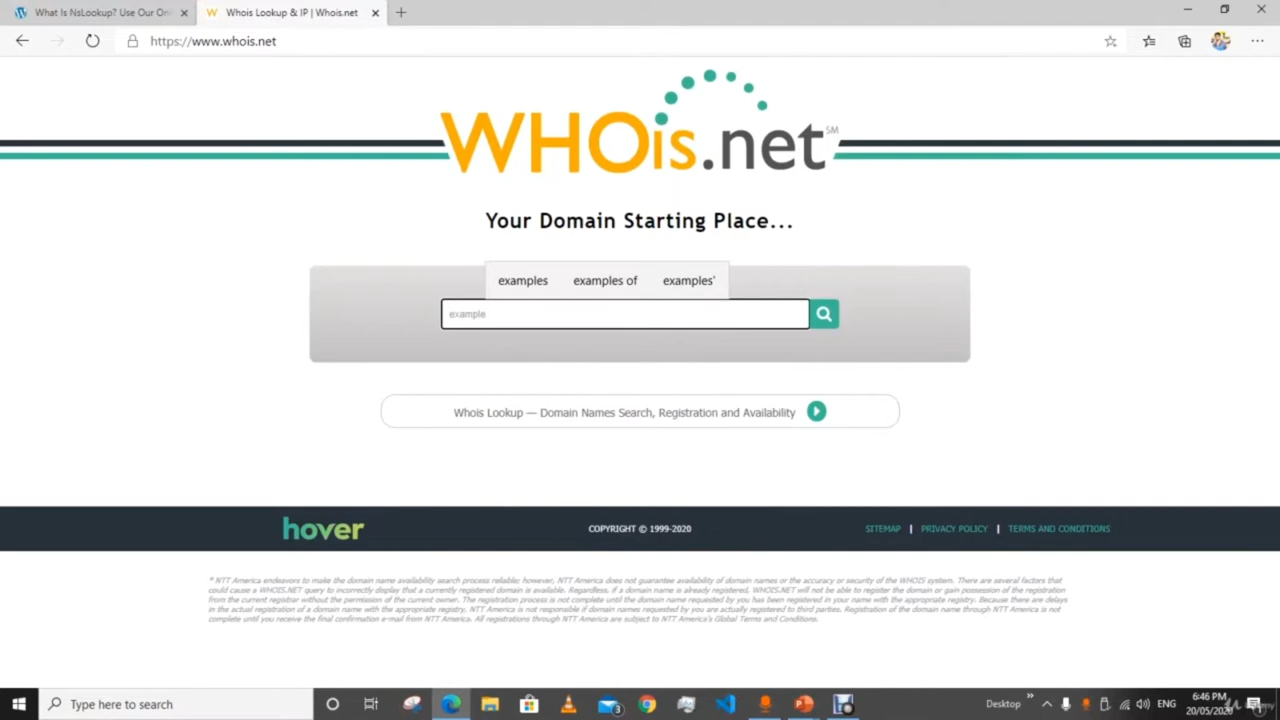 What Is NsLookup? Use Our Onl
Whois Lookup & IP | Whois.net
https://www.whois.net
WHOis.net SM
Your Domain Starting Place...
examples examples of examples'
example
Whois Lookup — Domain Names Search, Registration and Availability
hover
COPYRIGHT © 1999-2020
SITEMAP | PRIVACY POLICY | TERMS AND CONDITIONS
* NTT America endeavors to make the domain name availability search process reliable; however, NTT America does not guarantee availability of domain names or the accuracy or security of the WHOIS system. There are several factors that
could cause a WHOIS.NET query to incorrectly display that a currently registered domain is available. Regardless, if a domain name is already registered, WHOIS.NET will not be able to register the domain or gain possession of the registration
from the current registrar without the permission of the current owner. The registration process is not complete until the domain name requested by you has been registered in your name with the appropriate registry. Because there are delays
in the actual registration of a domain name with the appropriate registry, NTT America is not responsible if domain names requested by you are actually registered to third parties. Registration of the domain name through NTT America is not
complete until you receive the final confirmation e-mail from NTT America. All registrations through NTT America are subject to NTT America's Global Terms and Conditions.
Type here to search
3
Desktop
ENG
6:46 PM
20/05/2020